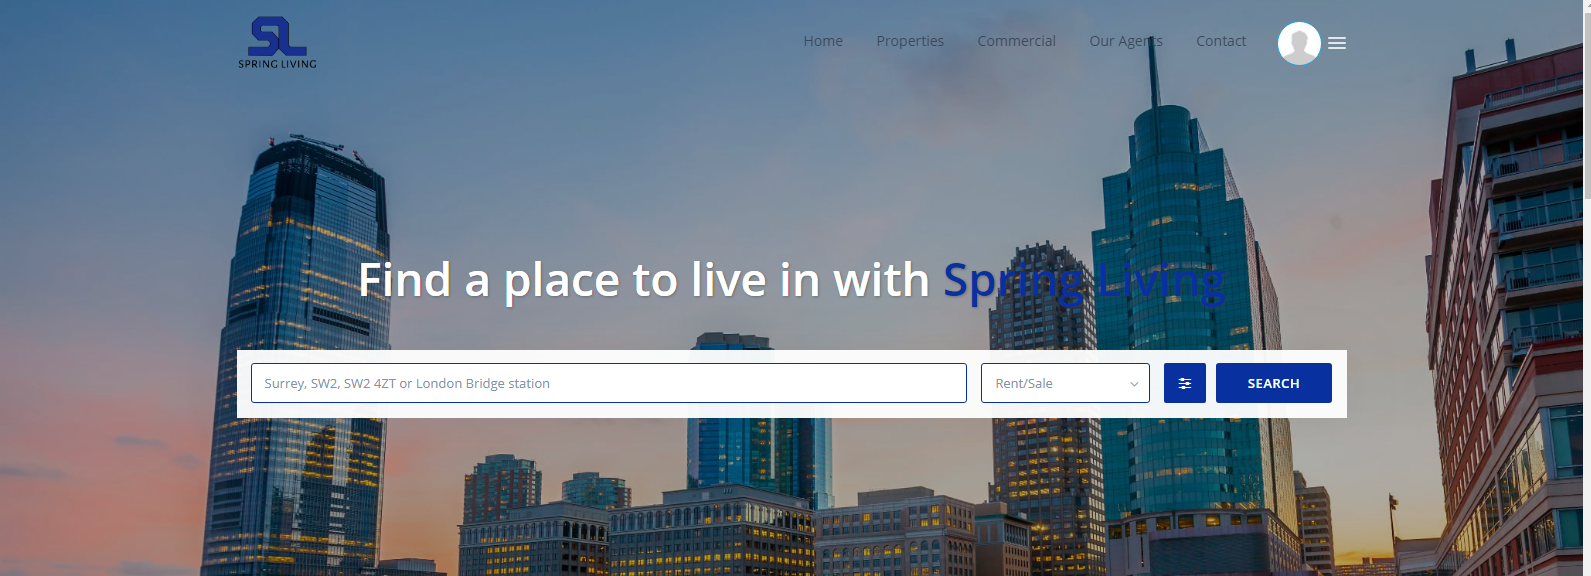 SL
SPRING LIVING
Home Properties Commercial Our Agents Contact
Find a place to live in with Spring Living
Surrey, SW2, SW2 4ZT or London Bridge station Rent/Sale SEARCH